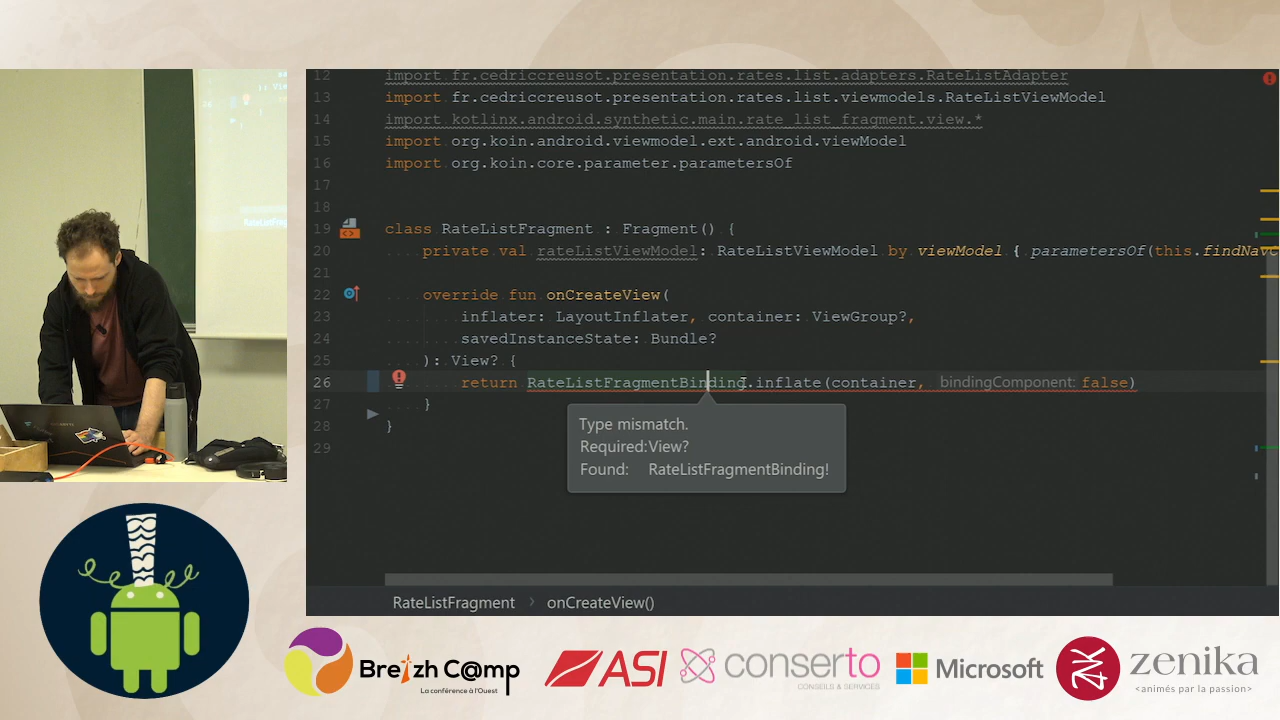 12 import fr.cedriccreusot.presentation.rates.list.adapters.RateListAdapter
13 import fr.cedriccreusot.presentation.rates.list.viewmodels.RateListViewModel
14 import kotlinx.android.synthetic.main.rate_list_fragment.view.*
15 import org.koin.android.viewmodel.ext.android.viewModel
16 import org.koin.core.parameter.parametersOf
17
18
19 class RateListFragment : Fragment() {
20 private val rateListViewModel: RateListViewModel by viewModel { parametersOf(this.findNavC
21
22 override fun onCreateView(
23 inflater: LayoutInflater, container: ViewGroup?,
24 savedInstanceState: Bundle?
25 ): View? {
26 return RateListFragmentBinding.inflate(container, bindingComponent: false)
27 }
28 }
29
Type mismatch.
Required:View?
Found: RateListFragmentBinding!
RateListFragment › onCreateView()
Breizh C@mp
La conférence à l'Ouest
ASI
conserto
CONSEILS & SERVICES
Microsoft
zenika
<animés par la passion>